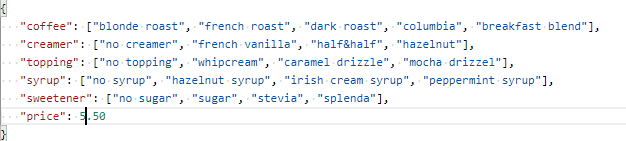 {
"coffee": ["blonde roast", "french roast", "dark roast", "columbia", "breakfast blend"],
"creamer": ["no creamer", "french vanilla", "half&half", "hazelnut"],
"topping": ["no topping", "whipcream", "caramel drizzle", "mocha drizzel"],
"syrup": ["no syrup", "hazelnut syrup", "irish cream syrup", "peppermint syrup"],
"sweetener": ["no sugar", "sugar", "stevia", "splenda"],
"price": 5.50
}